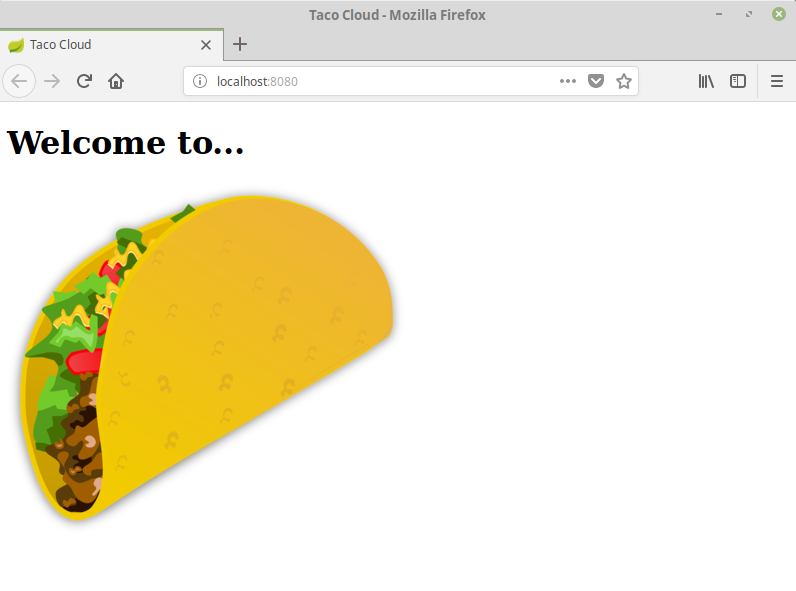 Taco Cloud - Mozilla Firefox
Taco Cloud
localhost:8080
Welcome to...